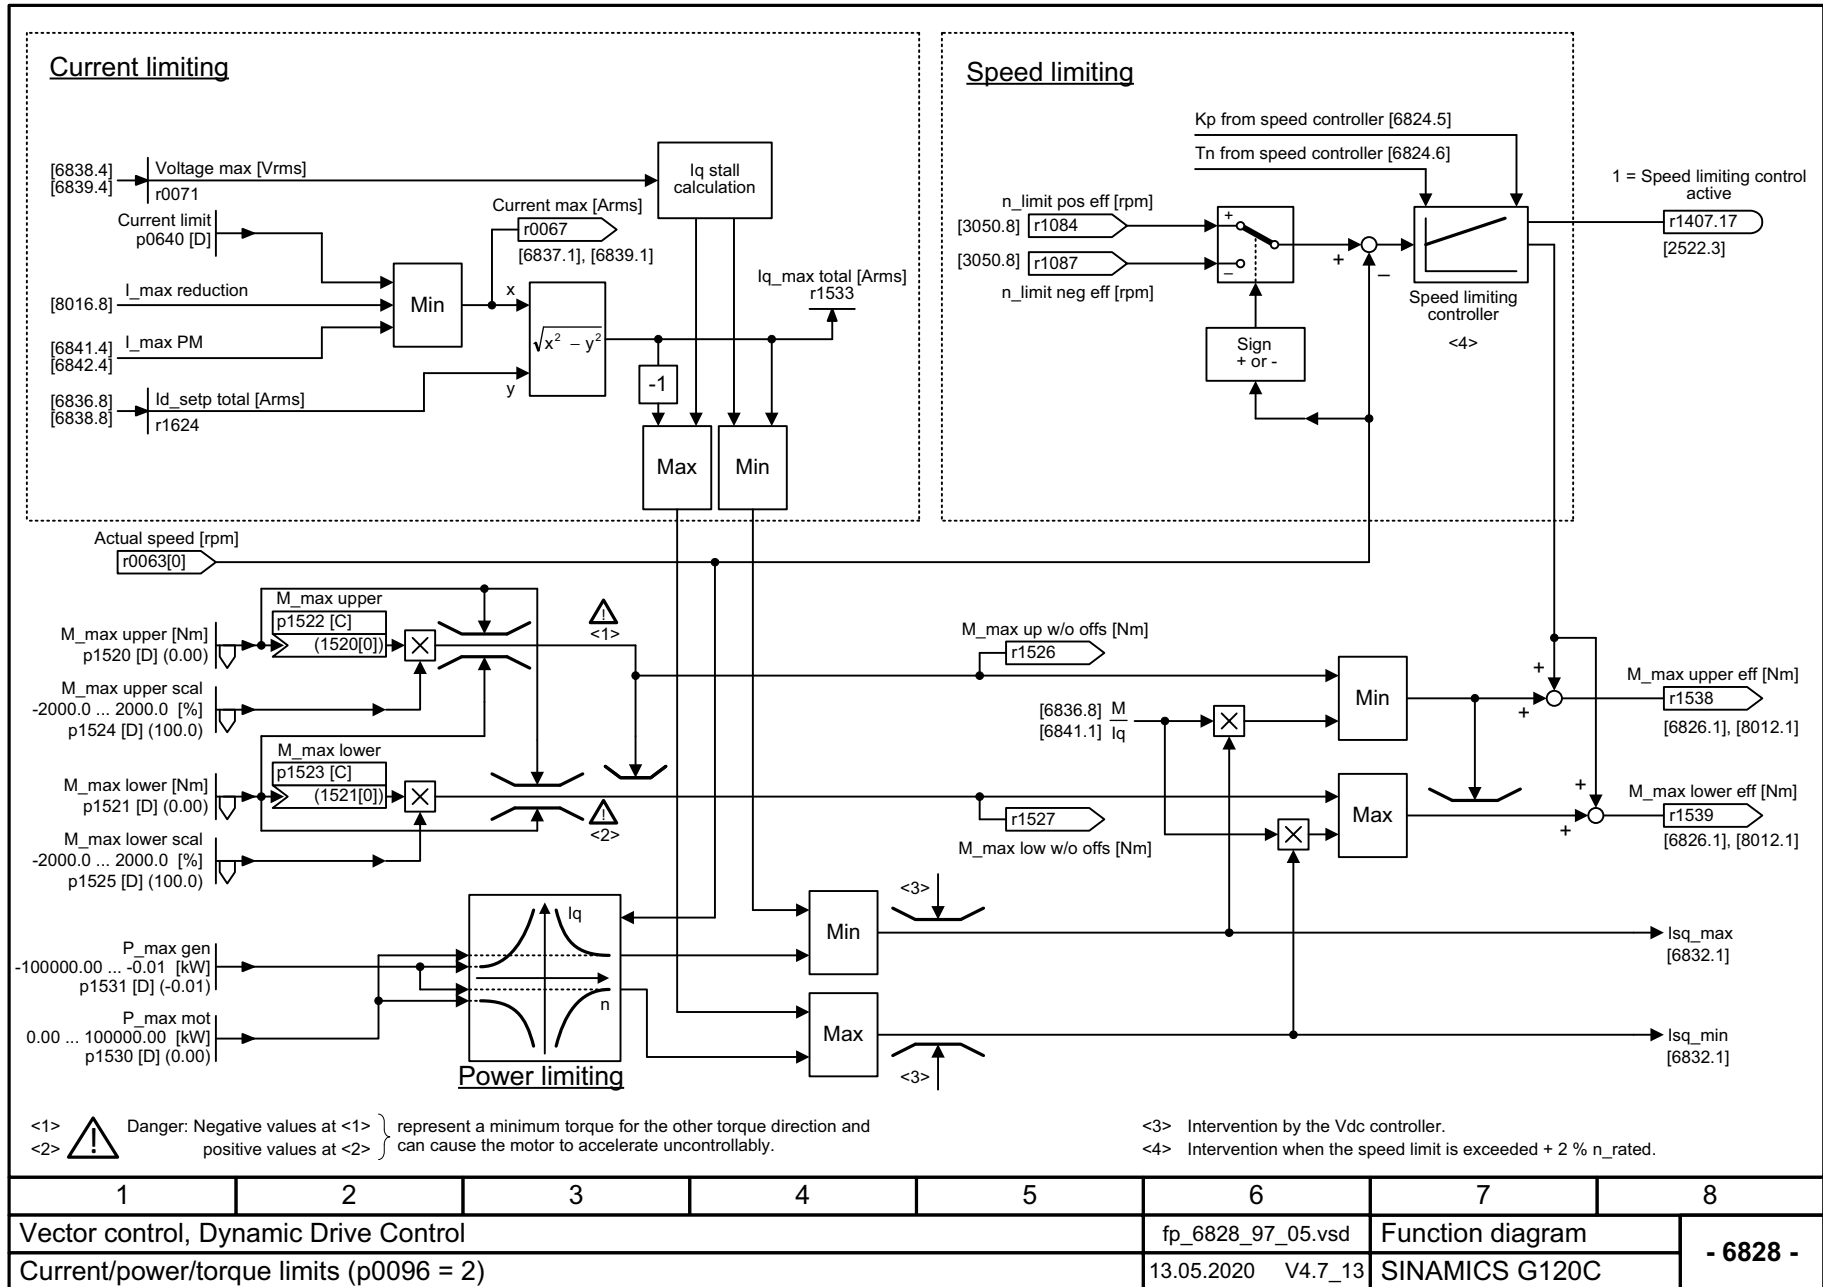 Current limiting
[6838.4]
[6839.4]
Voltage max [Vrms]
r0071
Current limit
p0640 [D]
[8016.8]
I_max reduction
[6841.4]
[6842.4]
I_max PM
[6836.8]
[6838.8]
Id_setp total [Arms]
r1624
Min
Current max [Arms]
r0067
[6837.1], [6839.1]
x
y
√x² – y²
Iq stall
calculation
Iq_max total [Arms]
r1533
-1
Max
Min
Speed limiting
Kp from speed controller [6824.5]
Tn from speed controller [6824.6]
n_limit pos eff [rpm]
[3050.8]
r1084
[3050.8]
r1087
n_limit neg eff [rpm]
+
–
Sign
+ or -
+
–
Speed limiting
controller
<4>
1 = Speed limiting control
active
r1407.17
[2522.3]
Actual speed [rpm]
r0063[0]
M_max upper [Nm]
p1520 [D] (0.00)
M_max upper
p1522 [C]
(1520[0])
×
<1>
M_max upper scal
-2000.0 ... 2000.0 [%]
p1524 [D] (100.0)
M_max lower [Nm]
p1521 [D] (0.00)
M_max lower
p1523 [C]
(1521[0])
×
<2>
M_max lower scal
-2000.0 ... 2000.0 [%]
p1525 [D] (100.0)
M_max up w/o offs [Nm]
r1526
r1527
M_max low w/o offs [Nm]
[6836.8]
[6841.1]
M
Iq
×
×
Min
Max
+
+
M_max upper eff [Nm]
r1538
[6826.1], [8012.1]
+
+
M_max lower eff [Nm]
r1539
[6826.1], [8012.1]
P_max gen
-100000.00 ... -0.01 [kW]
p1531 [D] (-0.01)
P_max mot
0.00 ... 100000.00 [kW]
p1530 [D] (0.00)
Iq
n
Power limiting
Min
Max
<3>
<3>
Isq_max
[6832.1]
Isq_min
[6832.1]
<1>
<2>
!
Danger: Negative values at <1>
positive values at <2>
represent a minimum torque for the other torque direction and
can cause the motor to accelerate uncontrollably.
<3> Intervention by the Vdc controller.
<4> Intervention when the speed limit is exceeded + 2 % n_rated.
1 2 3 4 5 6 7 8
Vector control, Dynamic Drive Control
fp_6828_97_05.vsd
Function diagram
- 6828 -
Current/power/torque limits (p0096 = 2)
13.05.2020 V4.7_13
SINAMICS G120C